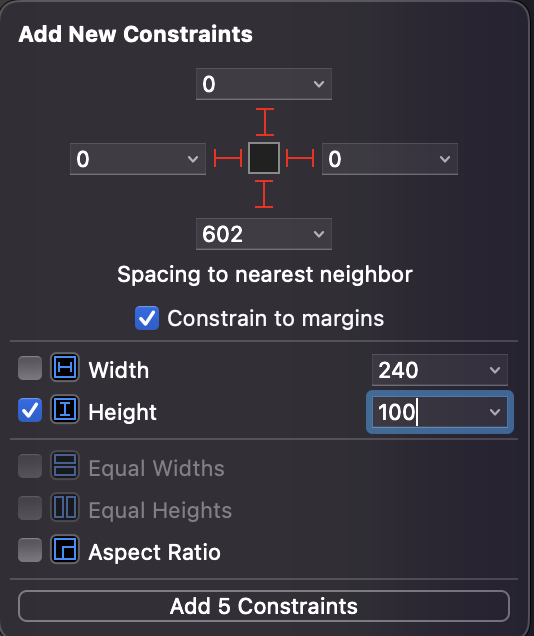 Add New Constraints
0
0 0
602
Spacing to nearest neighbor
Constrain to margins
Width 240
Height 100
Equal Widths
Equal Heights
Aspect Ratio
Add 5 Constraints